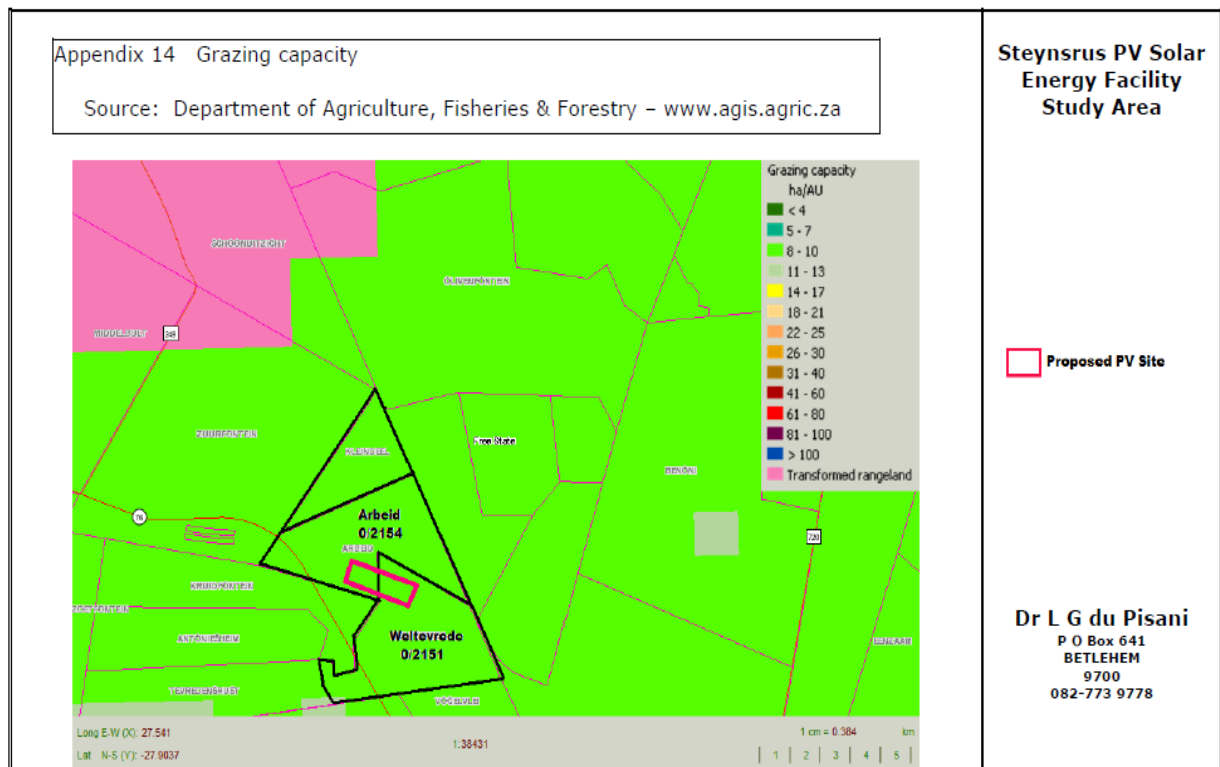 Appendix 14 Grazing capacity
Source: Department of Agriculture, Fisheries & Forestry – www.agis.agric.za
Steynsrus PV Solar
Energy Facility
Study Area
Proposed PV Site
Dr L G du Pisani
P O Box 641
BETLEHEM
9700
082-773 9778
Grazing capacity
ha/AU
< 4
5 - 7
8 - 10
11 - 13
14 - 17
18 - 21
22 - 25
26 - 30
31 - 40
41 - 60
61 - 80
81 - 100
> 100
Transformed rangeland
OLIVENFONTEIN
MIDDELBULT
ZUURFONTEIN
Free State
BENONI
76
720
Arbeid
0/2154
ARBEID
KRUIDFONTEIN
Weltevrede
0/2151
TEVREDENSRUST
VOGELVLEI
Long E-W (X): 27.541
Lat N-S (Y): -27.9037
1:38431
1 cm = 0.384 km
1 2 3 4 5